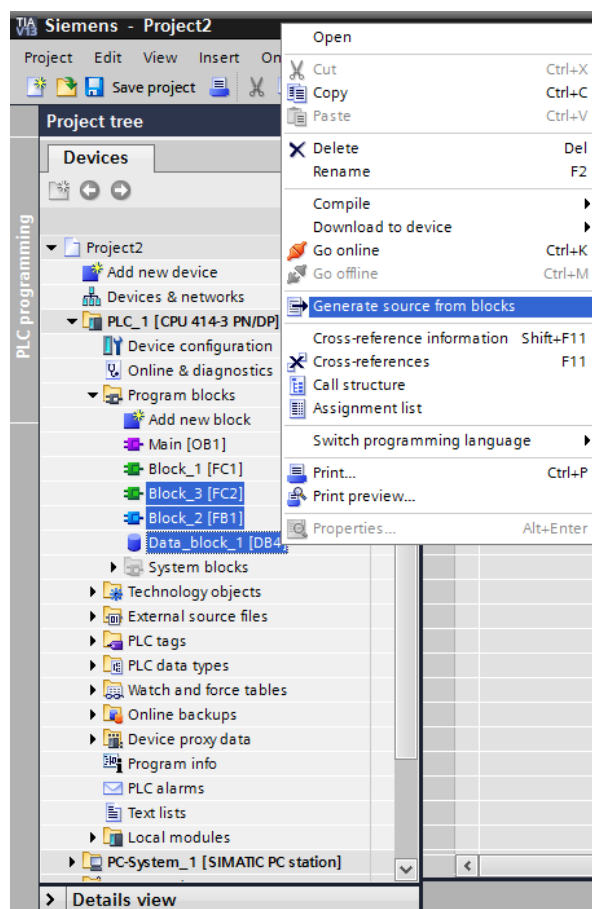 TIA V13 Siemens - Project2
Project Edit View Insert On
Save project
Project tree
Devices
PLC programming
Project2
Add new device
Devices & networks
PLC_1 [CPU 414-3 PN/DP]
Device configuration
Online & diagnostics
Program blocks
Add new block
Main [OB1]
Block_1 [FC1]
Block_3 [FC2]
Block_2 [FB1]
Data_block_1 [DB4]
System blocks
Technology objects
External source files
PLC tags
PLC data types
Watch and force tables
Online backups
Device proxy data
Program info
PLC alarms
Text lists
Local modules
PC-System_1 [SIMATIC PC station]
Details view
Open
Cut Ctrl+X
Copy Ctrl+C
Paste Ctrl+V
Delete Del
Rename F2
Compile
Download to device
Go online Ctrl+K
Go offline Ctrl+M
Generate source from blocks
Cross-reference information Shift+F11
Cross-references F11
Call structure
Assignment list
Switch programming language
Print... Ctrl+P
Print preview...
Properties... Alt+Enter